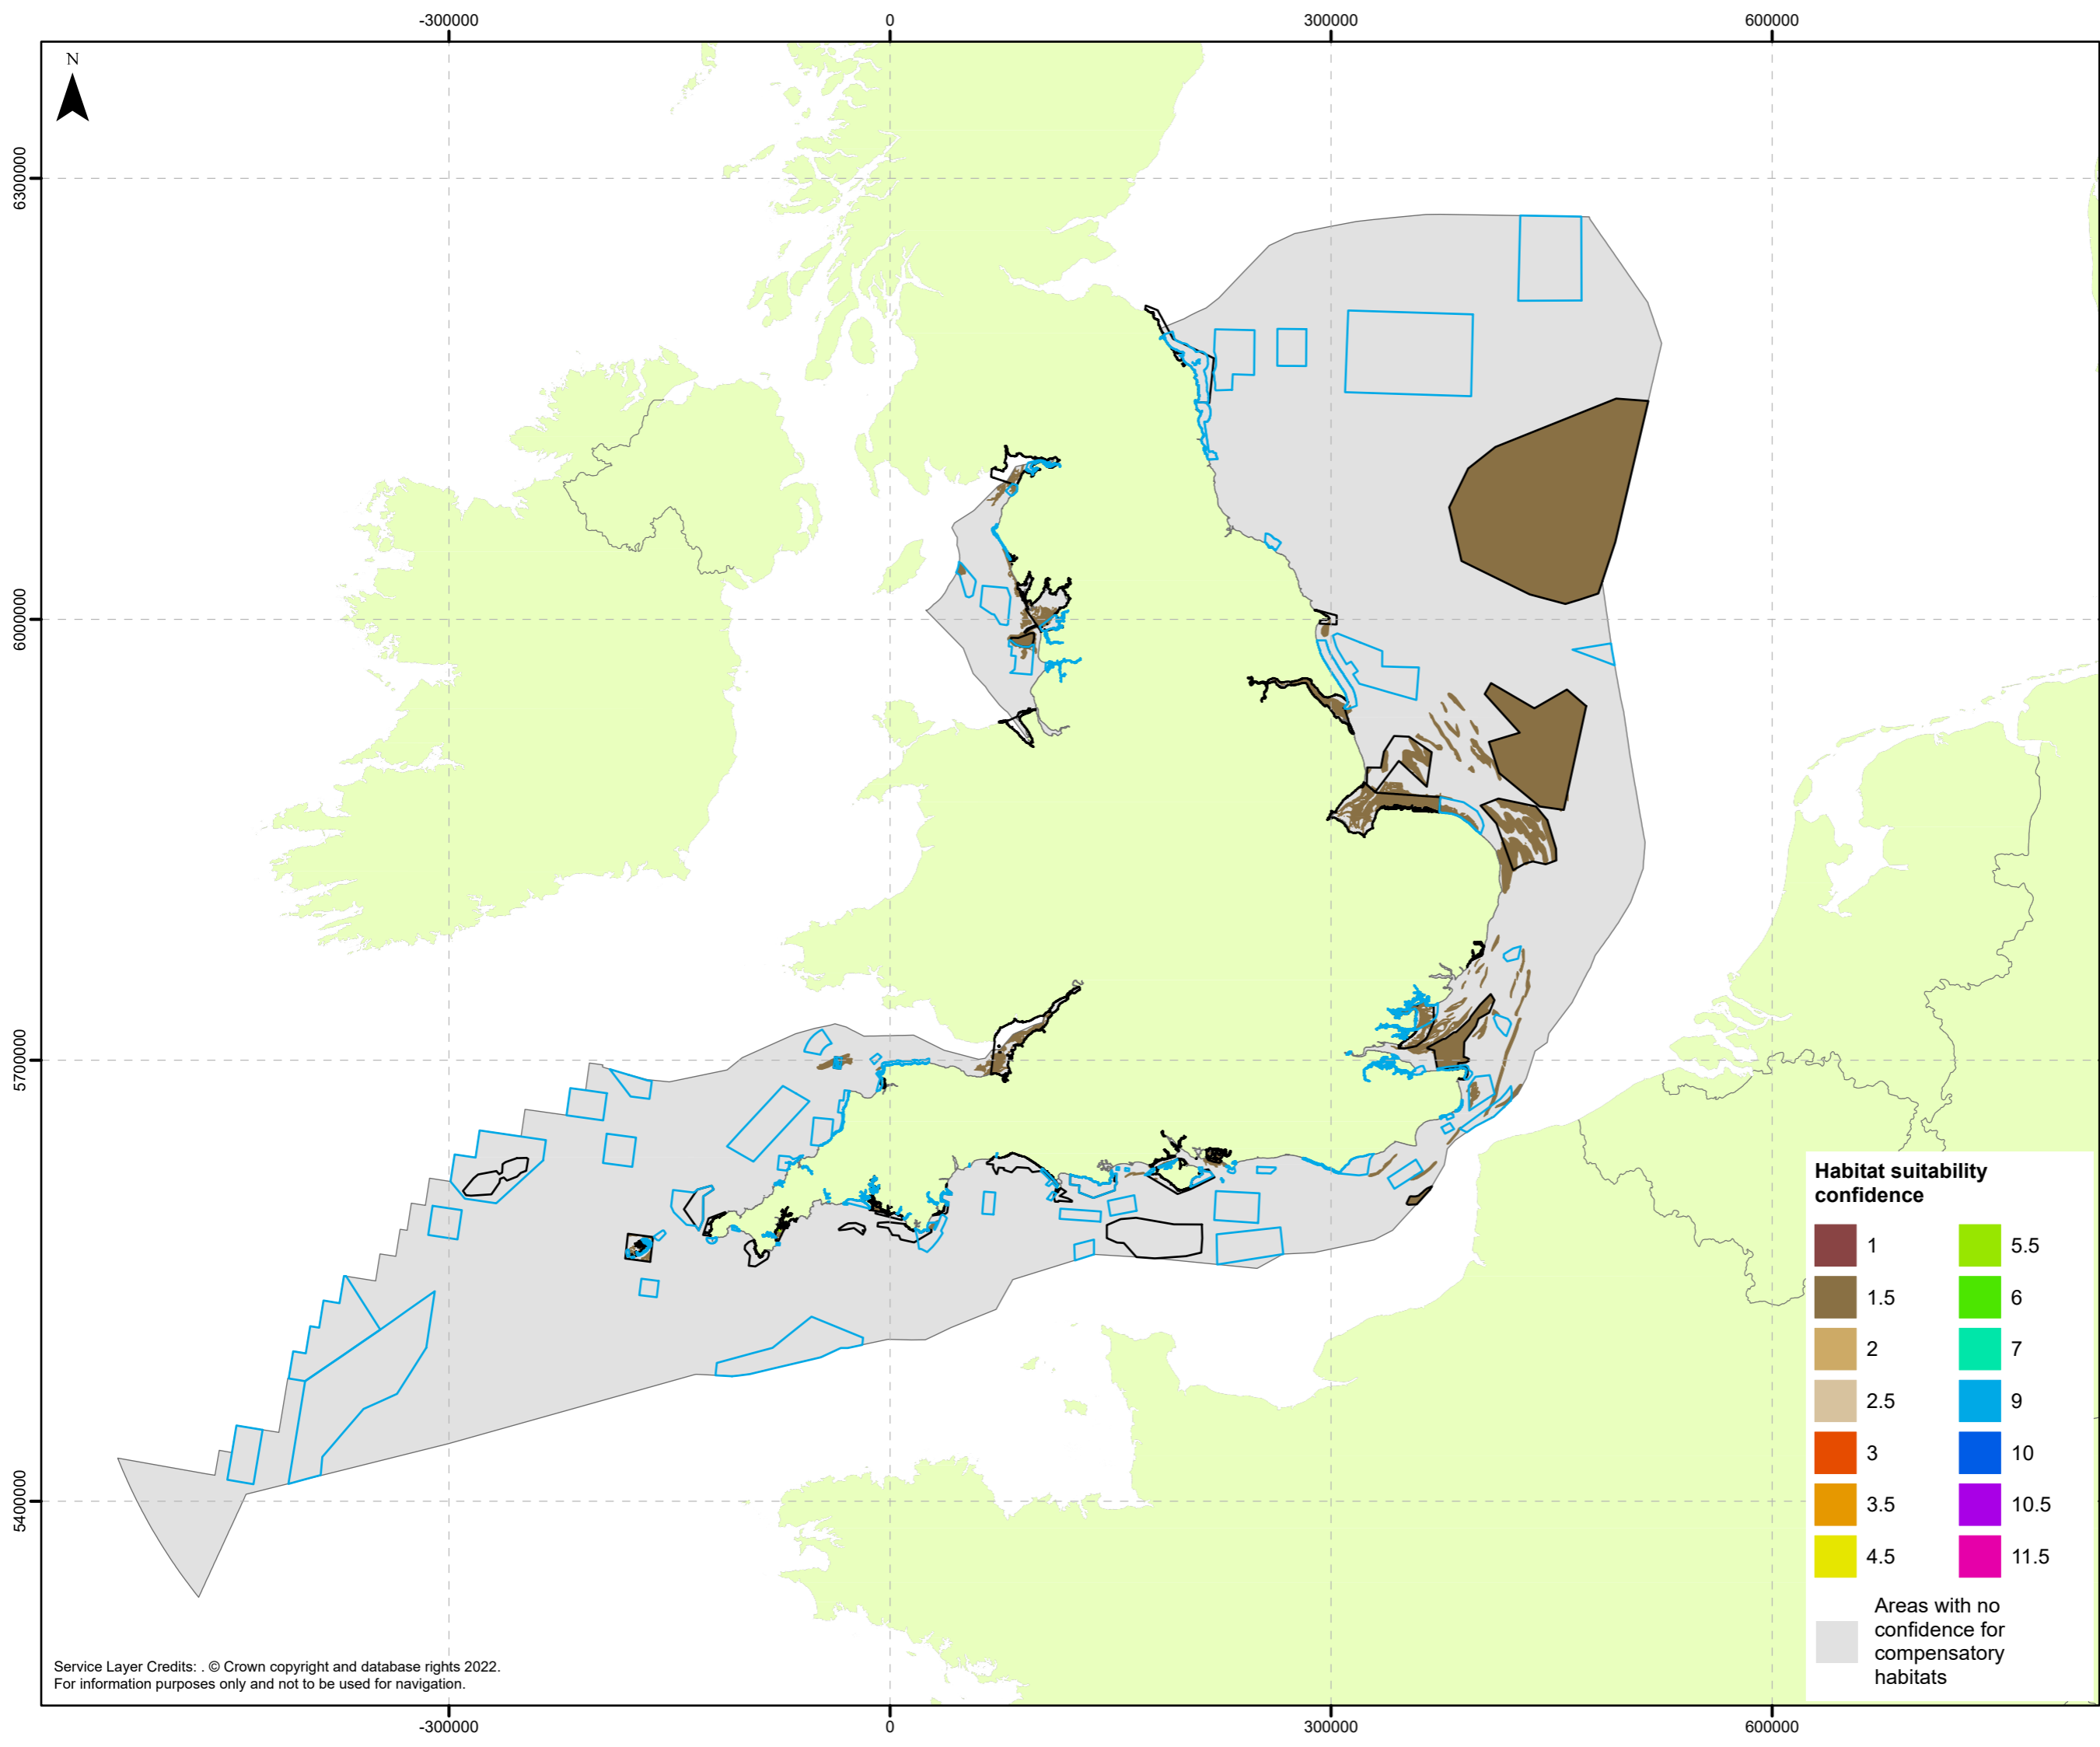 -300000
0
300000
600000
N
6300000
6000000
5700000
5400000
Habitat suitability
confidence
1
1.5
2
2.5
3
3.5
4.5
5.5
6
7
9
10
10.5
11.5
Areas with no
confidence for
compensatory
habitats
Service Layer Credits: . © Crown copyright and database rights 2022.
For information purposes only and not to be used for navigation.
-300000
0
300000
600000